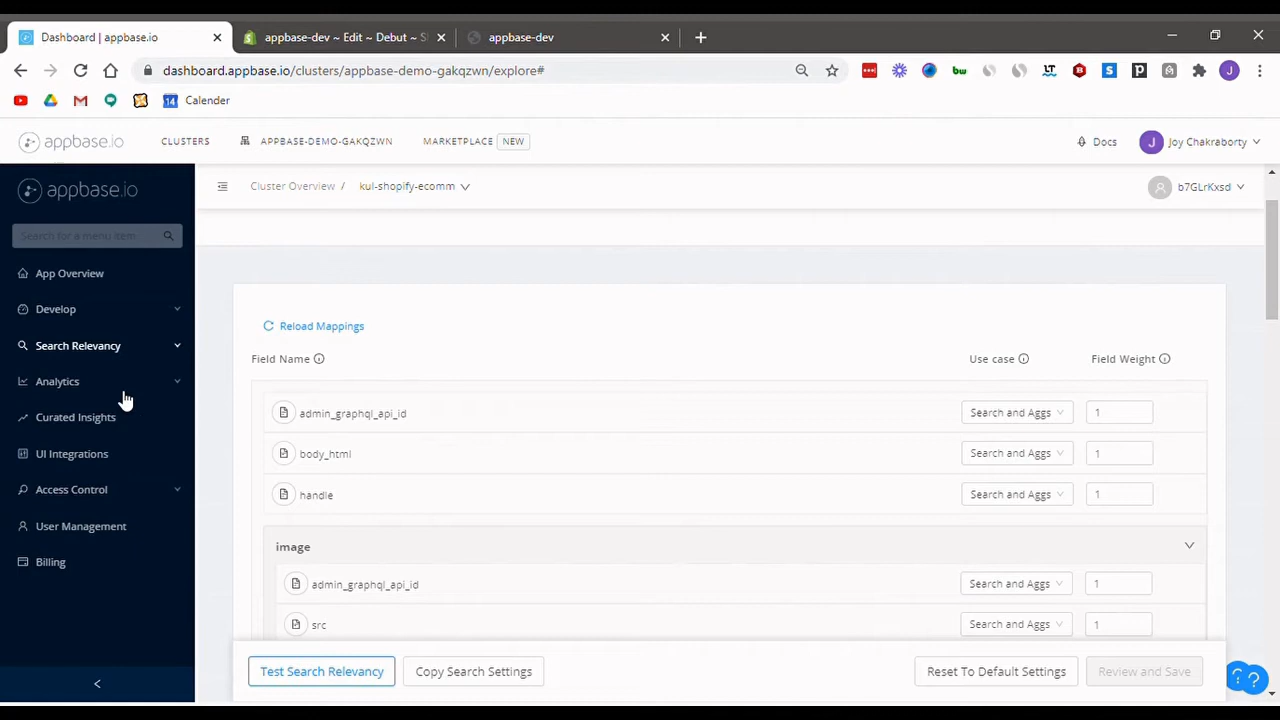 Dashboard | appbase.io
appbase-dev ~ Edit ~ Debut ~ S
appbase-dev
dashboard.appbase.io/clusters/appbase-demo-gakqzwn/explore#
Calender
appbase.io
CLUSTERS
APPBASE-DEMO-GAKQZWN
MARKETPLACE NEW
Docs
J Joy Chakraborty
appbase.io
Cluster Overview / kul-shopify-ecomm
b7GLrKxsd
Search for a menu item
App Overview
Develop
Search Relevancy
Analytics
Curated Insights
UI Integrations
Access Control
User Management
Billing
Reload Mappings
Field Name
Use case
Field Weight
admin_graphql_api_id Search and Aggs 1
body_html Search and Aggs 1
handle Search and Aggs 1
image
admin_graphql_api_id Search and Aggs 1
src Search and Aggs 1
Test Search Relevancy
Copy Search Settings
Reset To Default Settings
Review and Save